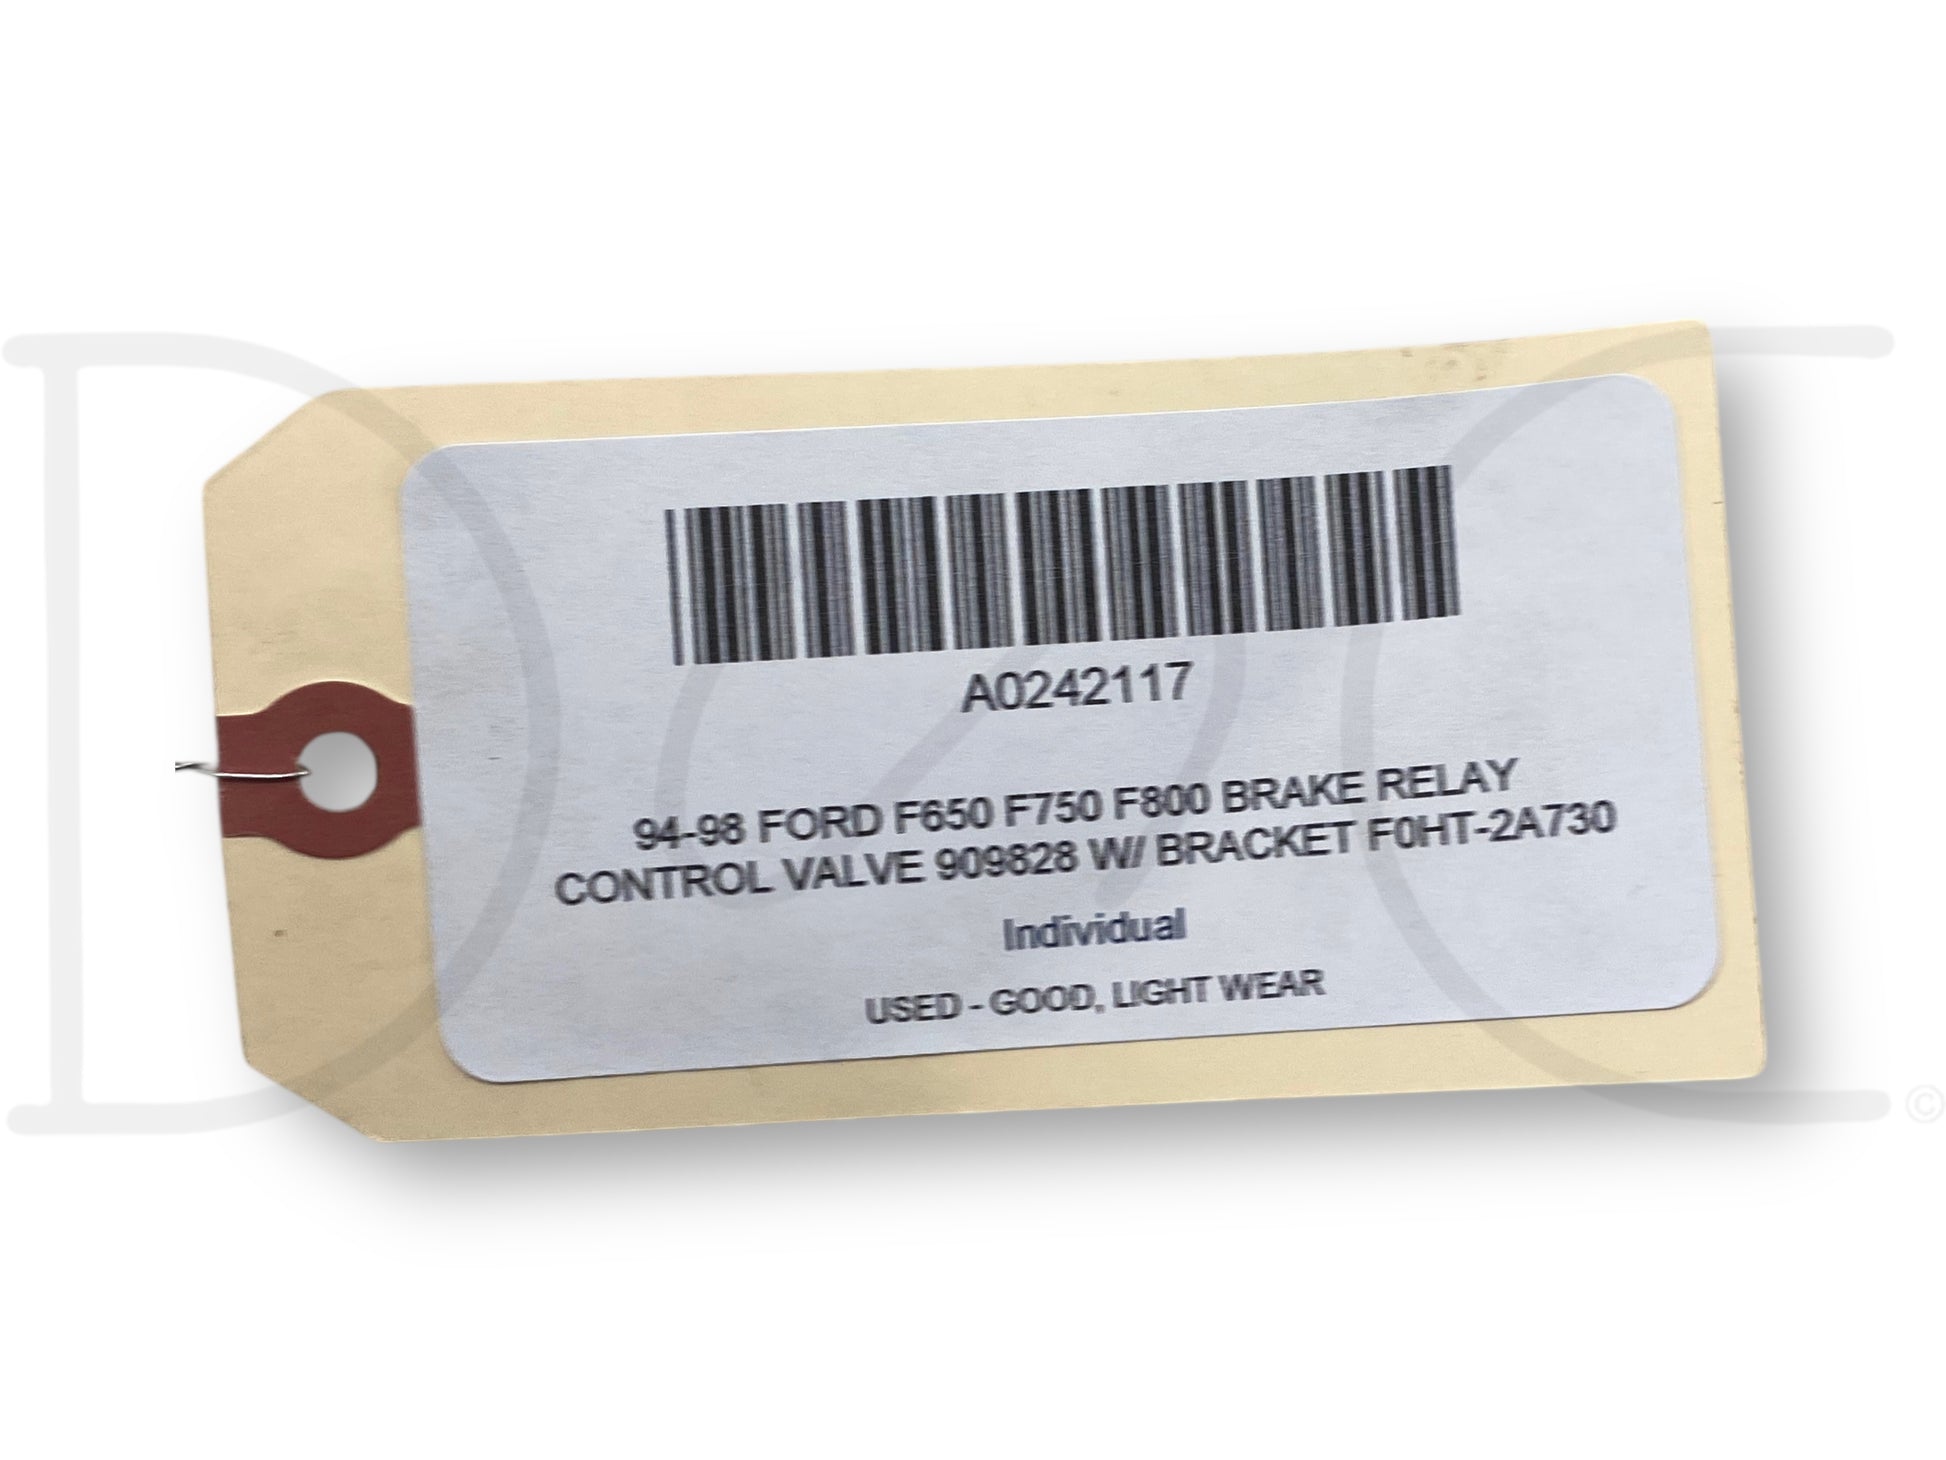 A0242117
94-98 FORD F650 F750 F800 BRAKE RELAY
CONTROL VALVE 909828 W/ BRACKET F0HT-2A730
Individual
USED - GOOD, LIGHT WEAR
©